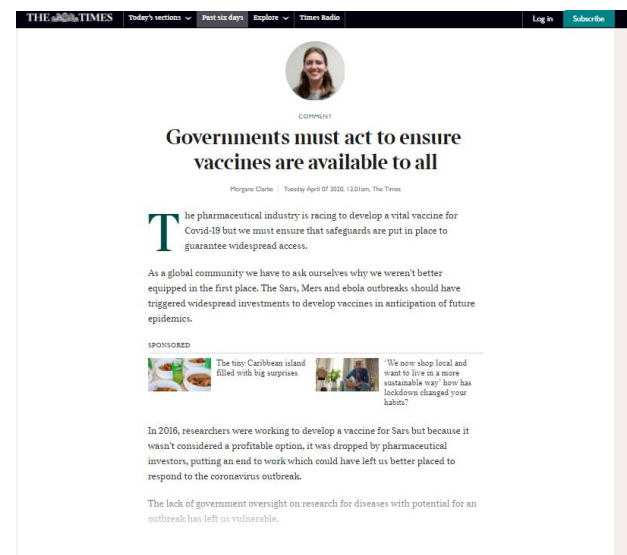 THE TIMES Today's sections Past six days Explore Times Radio Log in Subscribe
COMMENT
Governments must act to ensure
vaccines are available to all
Morgane Clarke | Tuesday April 07 2020, 12.01am, The Times
The pharmaceutical industry is racing to develop a vital vaccine for
Covid-19 but we must ensure that safeguards are put in place to
guarantee widespread access.
As a global community we have to ask ourselves why we weren't better
equipped in the first place. The Sars, Mers and ebola outbreaks should have
triggered widespread investments to develop vaccines in anticipation of future
epidemics.
SPONSORED
The tiny Caribbean island
filled with big surprises
'We now shop local and
want to live in a more
sustainable way' how has
lockdown changed your
habits?
In 2016, researchers were working to develop a vaccine for Sars but because it
wasn't considered a profitable option, it was dropped by pharmaceutical
investors, putting an end to work which could have left us better placed to
respond to the coronavirus outbreak.
The lack of government oversight on research for diseases with potential for an
outbreak has left us vulnerable.